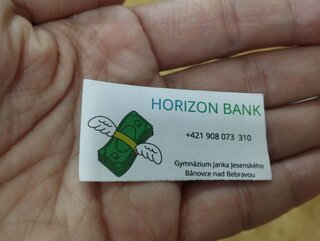 HORIZON BANK
+421 908 073 310
Gymnázium Janka Jesenského
Bánovce nad Bebravou